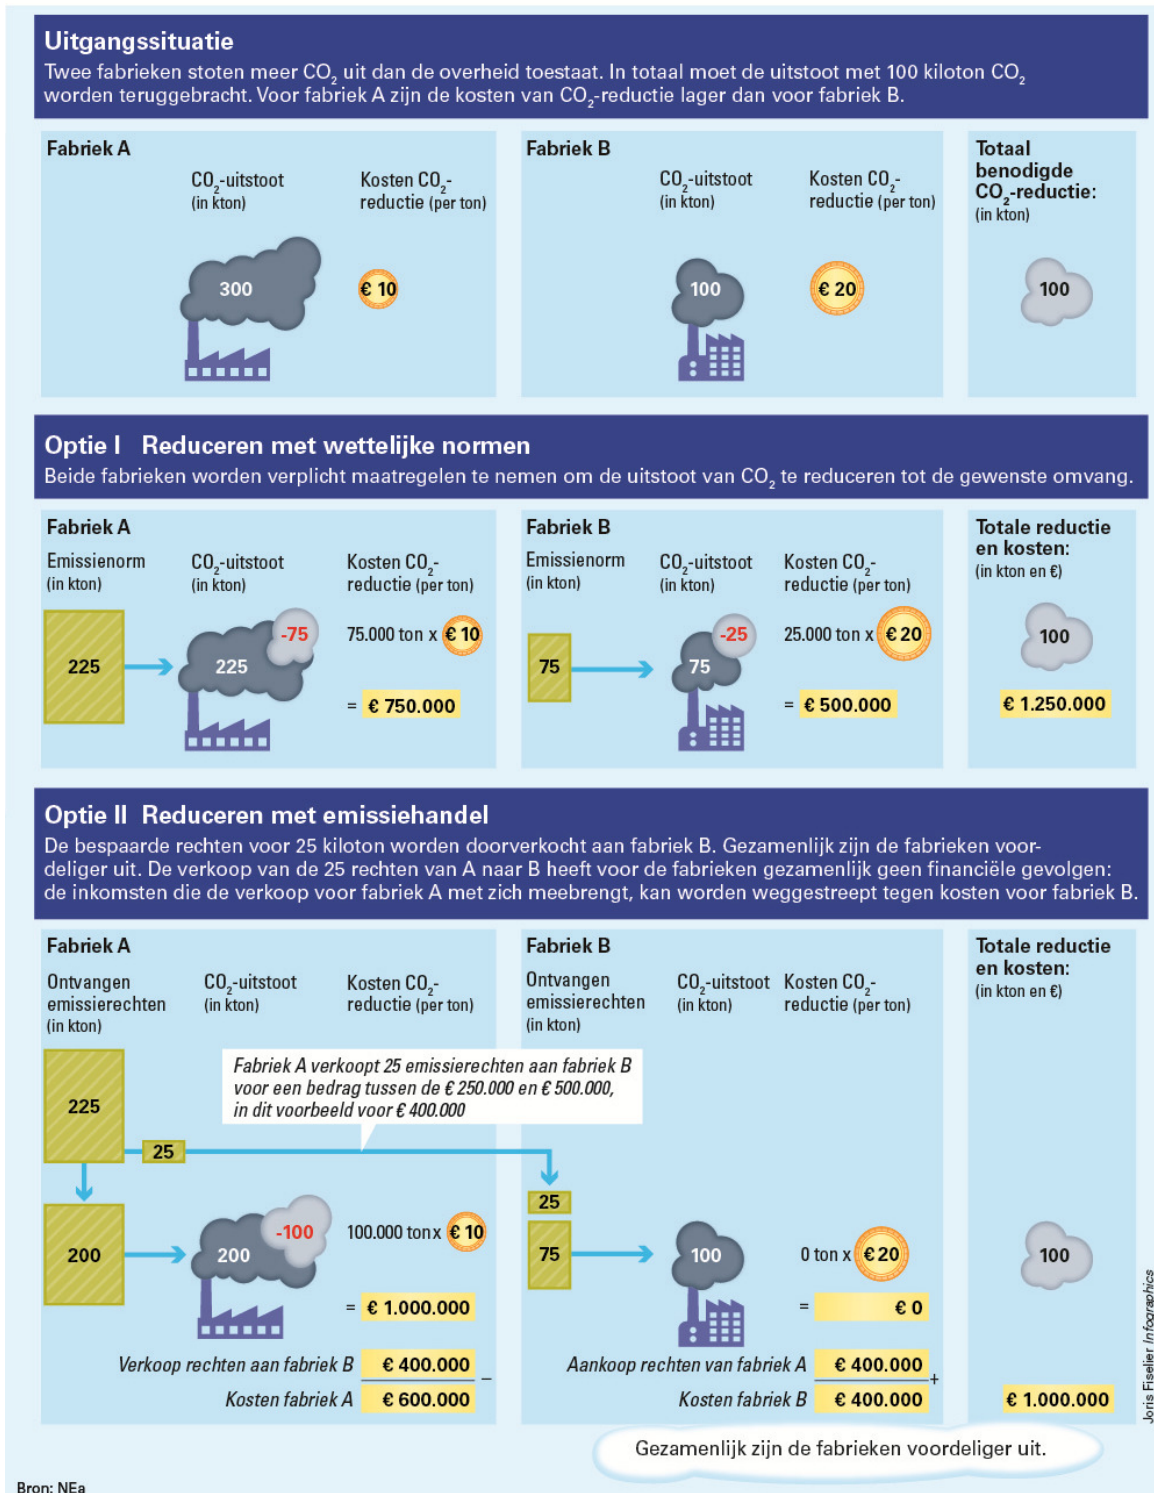 Uitgangssituatie
Twee fabrieken stoten meer CO₂ uit dan de overheid toestaat. In totaal moet de uitstoot met 100 kiloton CO₂
worden teruggebracht. Voor fabriek A zijn de kosten van CO₂-reductie lager dan voor fabriek B.
Fabriek A
CO₂-uitstoot
(in kton)
Kosten CO₂-
reductie (per ton)
300
€ 10
Fabriek B
CO₂-uitstoot
(in kton)
Kosten CO₂-
reductie (per ton)
100
€ 20
Totaal
benodigde
CO₂-reductie:
(in kton)
100
Optie I Reduceren met wettelijke normen
Beide fabrieken worden verplicht maatregelen te nemen om de uitstoot van CO₂ te reduceren tot de gewenste omvang.
Fabriek A
Emissienorm
(in kton)
CO₂-uitstoot
(in kton)
Kosten CO₂-
reductie (per ton)
225
-75
225
75.000 ton x € 10
= € 750.000
Fabriek B
Emissienorm
(in kton)
CO₂-uitstoot
(in kton)
Kosten CO₂-
reductie (per ton)
75
-25
75
25.000 ton x € 20
= € 500.000
Totale reductie
en kosten:
(in kton en €)
100
€ 1.250.000
Optie II Reduceren met emissiehandel
De bespaarde rechten voor 25 kiloton worden doorverkocht aan fabriek B. Gezamenlijk zijn de fabrieken voor-
deliger uit. De verkoop van de 25 rechten van A naar B heeft voor de fabrieken gezamenlijk geen financiële gevolgen:
de inkomsten die de verkoop voor fabriek A met zich meebrengt, kan worden weggestreept tegen kosten voor fabriek B.
Fabriek A
Ontvangen
emissierechten
(in kton)
CO₂-uitstoot
(in kton)
Kosten CO₂-
reductie (per ton)
Fabriek A verkoopt 25 emissierechten aan fabriek B
voor een bedrag tussen de € 250.000 en € 500.000,
in dit voorbeeld voor € 400.000
225
25
200
-100
200
100.000 ton x € 10
= € 1.000.000
Verkoop rechten aan fabriek B € 400.000 –
Kosten fabriek A € 600.000
Fabriek B
Ontvangen
emissierechten
(in kton)
CO₂-uitstoot
(in kton)
Kosten CO₂-
reductie (per ton)
25
75
100
0 ton x € 20
= € 0
Aankoop rechten van fabriek A € 400.000 +
Kosten fabriek B € 400.000
Totale reductie
en kosten:
(in kton en €)
100
€ 1.000.000
Gezamenlijk zijn de fabrieken voordeliger uit.
Joris Fiselier Infographics
Bron: NEa